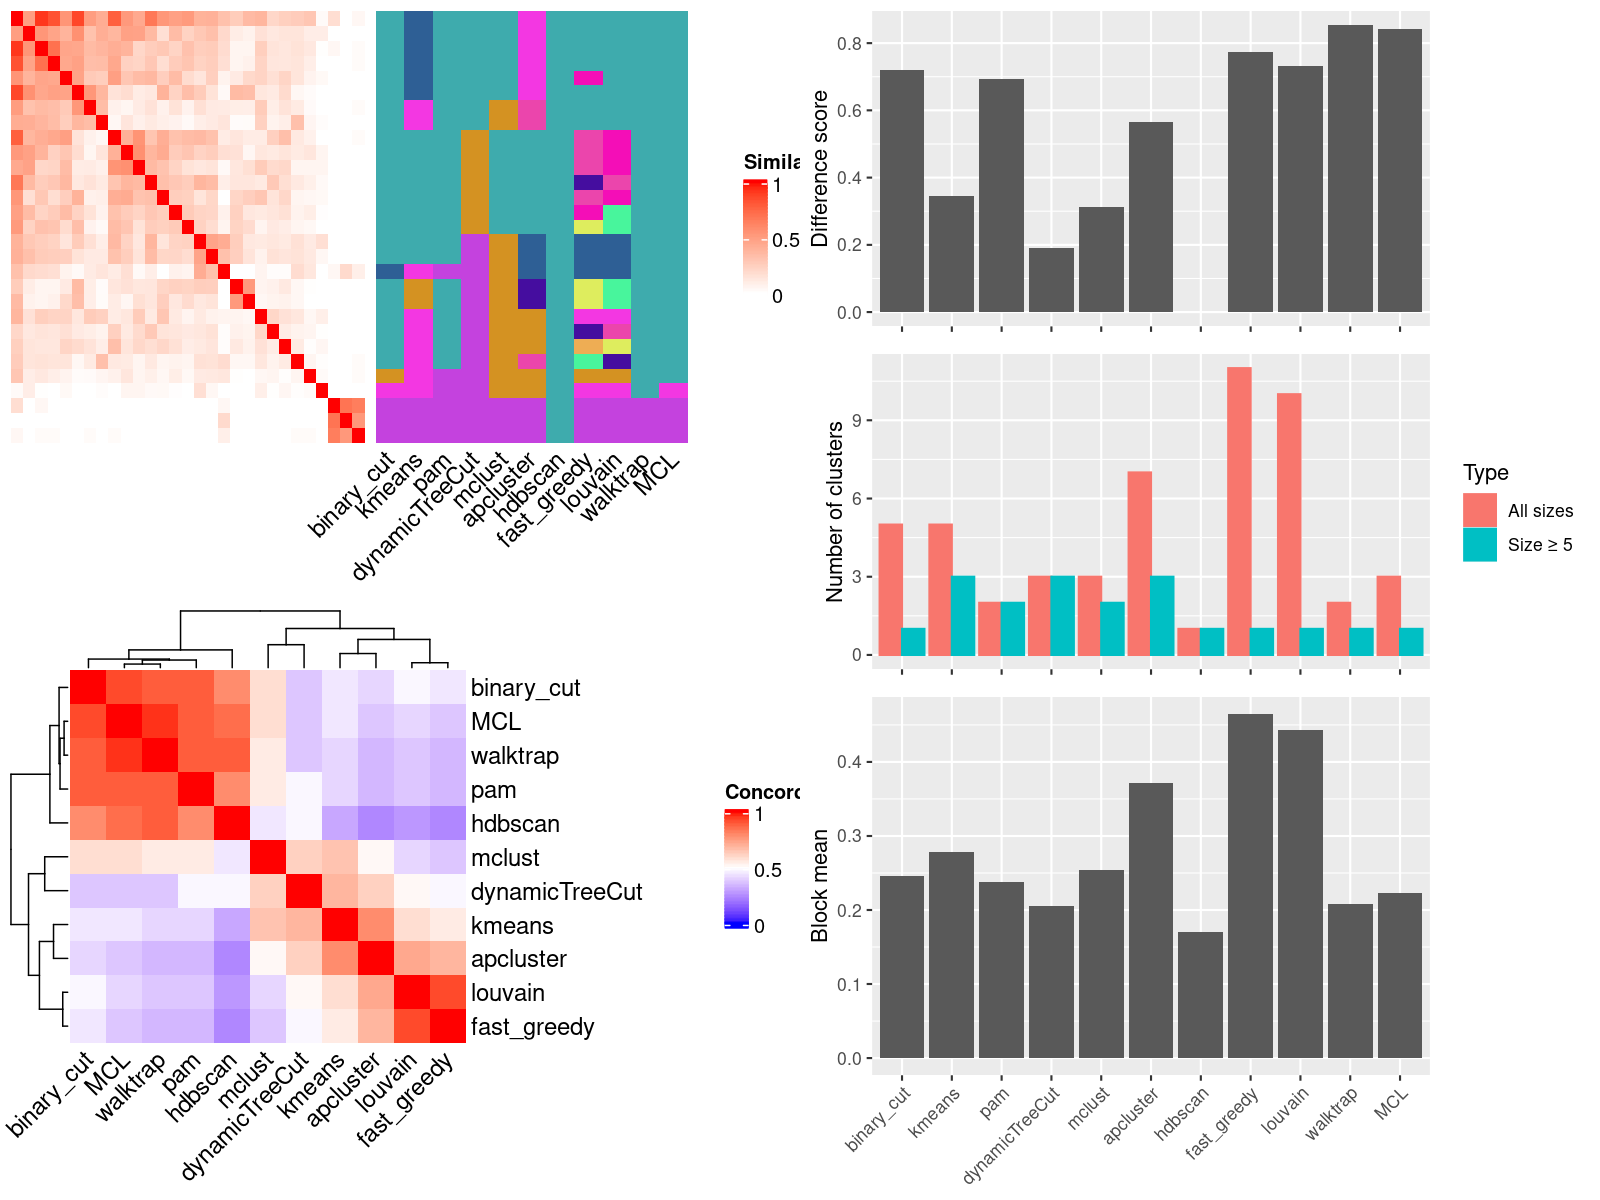 Simila
1
0.5
0
binary_cut
kmeans
pam
dynamicTreeCut
mclust
apcluster
hdbscan
fast_greedy
louvain
walktrap
MCL
binary_cut
MCL
walktrap
pam
hdbscan
mclust
dynamicTreeCut
kmeans
apcluster
louvain
fast_greedy
Concord
1
0.5
0
binary_cut
MCL
walktrap
pam
hdbscan
mclust
dynamicTreeCut
kmeans
apcluster
louvain
fast_greedy
Difference score
0.8
0.6
0.4
0.2
0.0
Number of clusters
9
6
3
0
Type
All sizes
Size ≥ 5
Block mean
0.4
0.3
0.2
0.1
0.0
binary_cut
kmeans
pam
dynamicTreeCut
mclust
apcluster
hdbscan
fast_greedy
louvain
walktrap
MCL